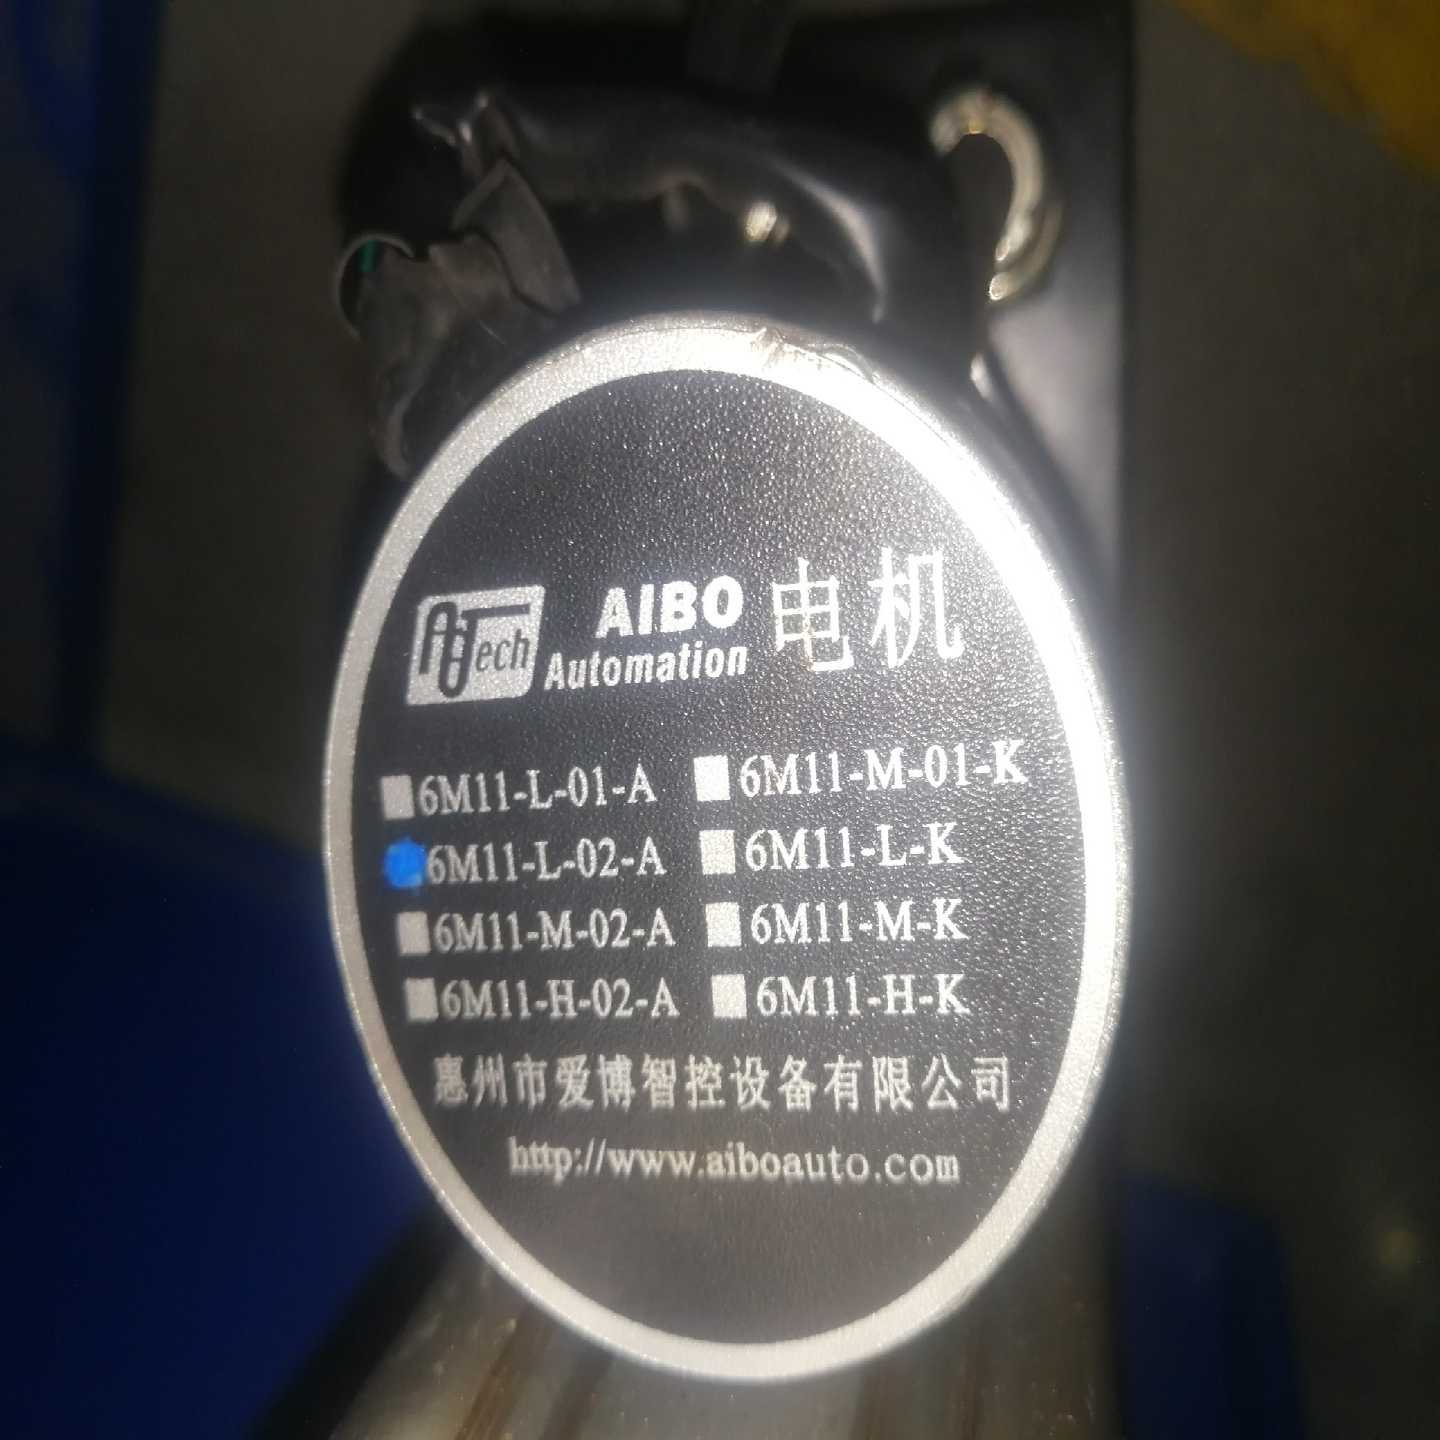 AibTech AIBO Automation 电机
6M11-L-01-A 6M11-M-01-K
6M11-L-02-A 6M11-L-K
6M11-M-02-A 6M11-M-K
6M11-H-02-A 6M11-H-K
惠州市爱博智控设备有限公司
http://www.aiboauto.com